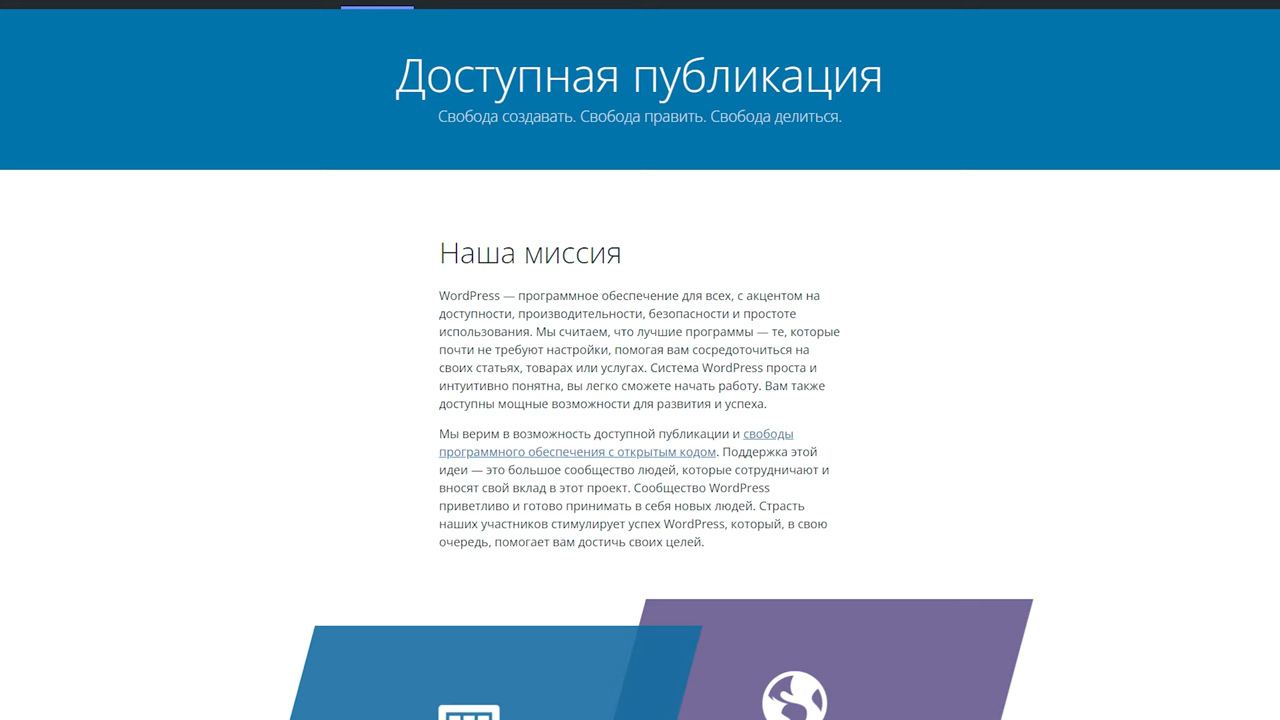 Доступная публикация
Свобода создавать. Свобода править. Свобода делиться.
Наша миссия
WordPress — программное обеспечение для всех, с акцентом на
доступности, производительности, безопасности и простоте
использования. Мы считаем, что лучшие программы — те, которые
почти не требуют настройки, помогая вам сосредоточиться на
своих статьях, товарах или услугах. Система WordPress проста и
интуитивно понятна, вы легко сможете начать работу. Вам также
доступны мощные возможности для развития и успеха.
Мы верим в возможность доступной публикации и свободы
программного обеспечения с открытым кодом. Поддержка этой
идеи — это большое сообщество людей, которые сотрудничают и
вносят свой вклад в этот проект. Сообщество WordPress
приветливо и готово принимать в себя новых людей. Страсть
наших участников стимулирует успех WordPress, который, в свою
очередь, помогает вам достичь своих целей.